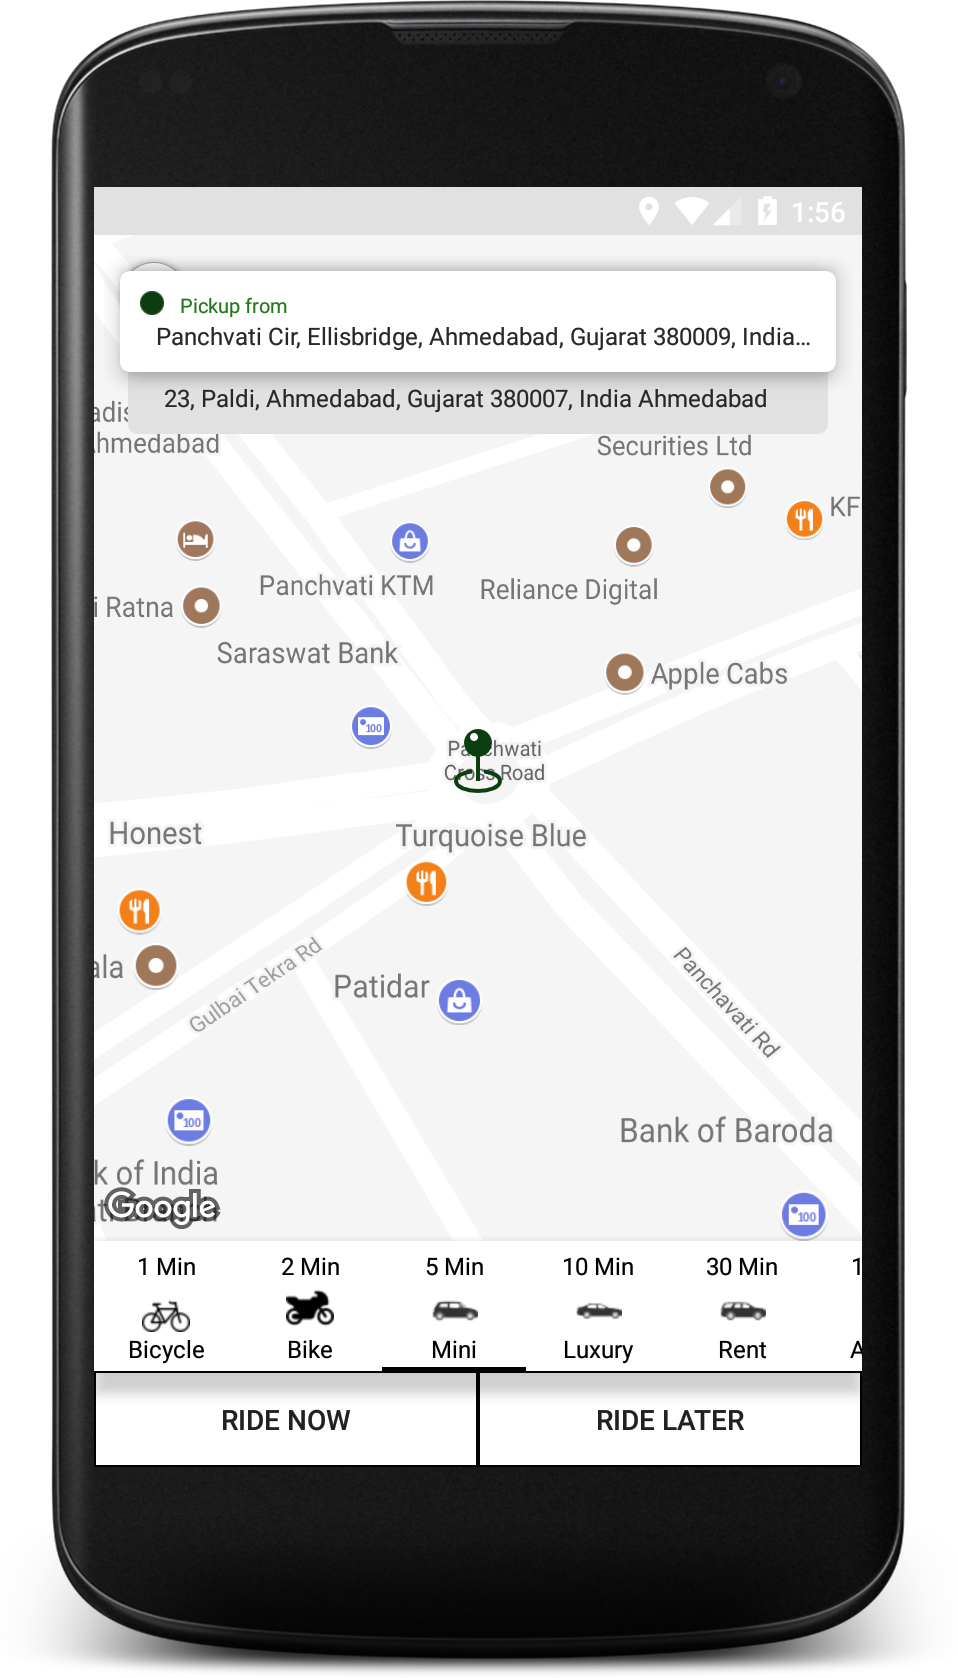 1:56
Pickup from
Panchvati Cir, Ellisbridge, Ahmedabad, Gujarat 380009, India...
23, Paldi, Ahmedabad, Gujarat 380007, India Ahmedabad
Securities Ltd
KF
Panchvati KTM
Reliance Digital
i Ratna
Saraswat Bank
Apple Cabs
100
Panchwati
Cross Road
Honest
Turquoise Blue
Gulbai Tekra Rd
Patidar
Panchavati Rd
100
Bank of Baroda
k of India
Google
100
1 Min
2 Min
5 Min
10 Min
30 Min
1
Bicycle
Bike
Mini
Luxury
Rent
A
RIDE NOW
RIDE LATER